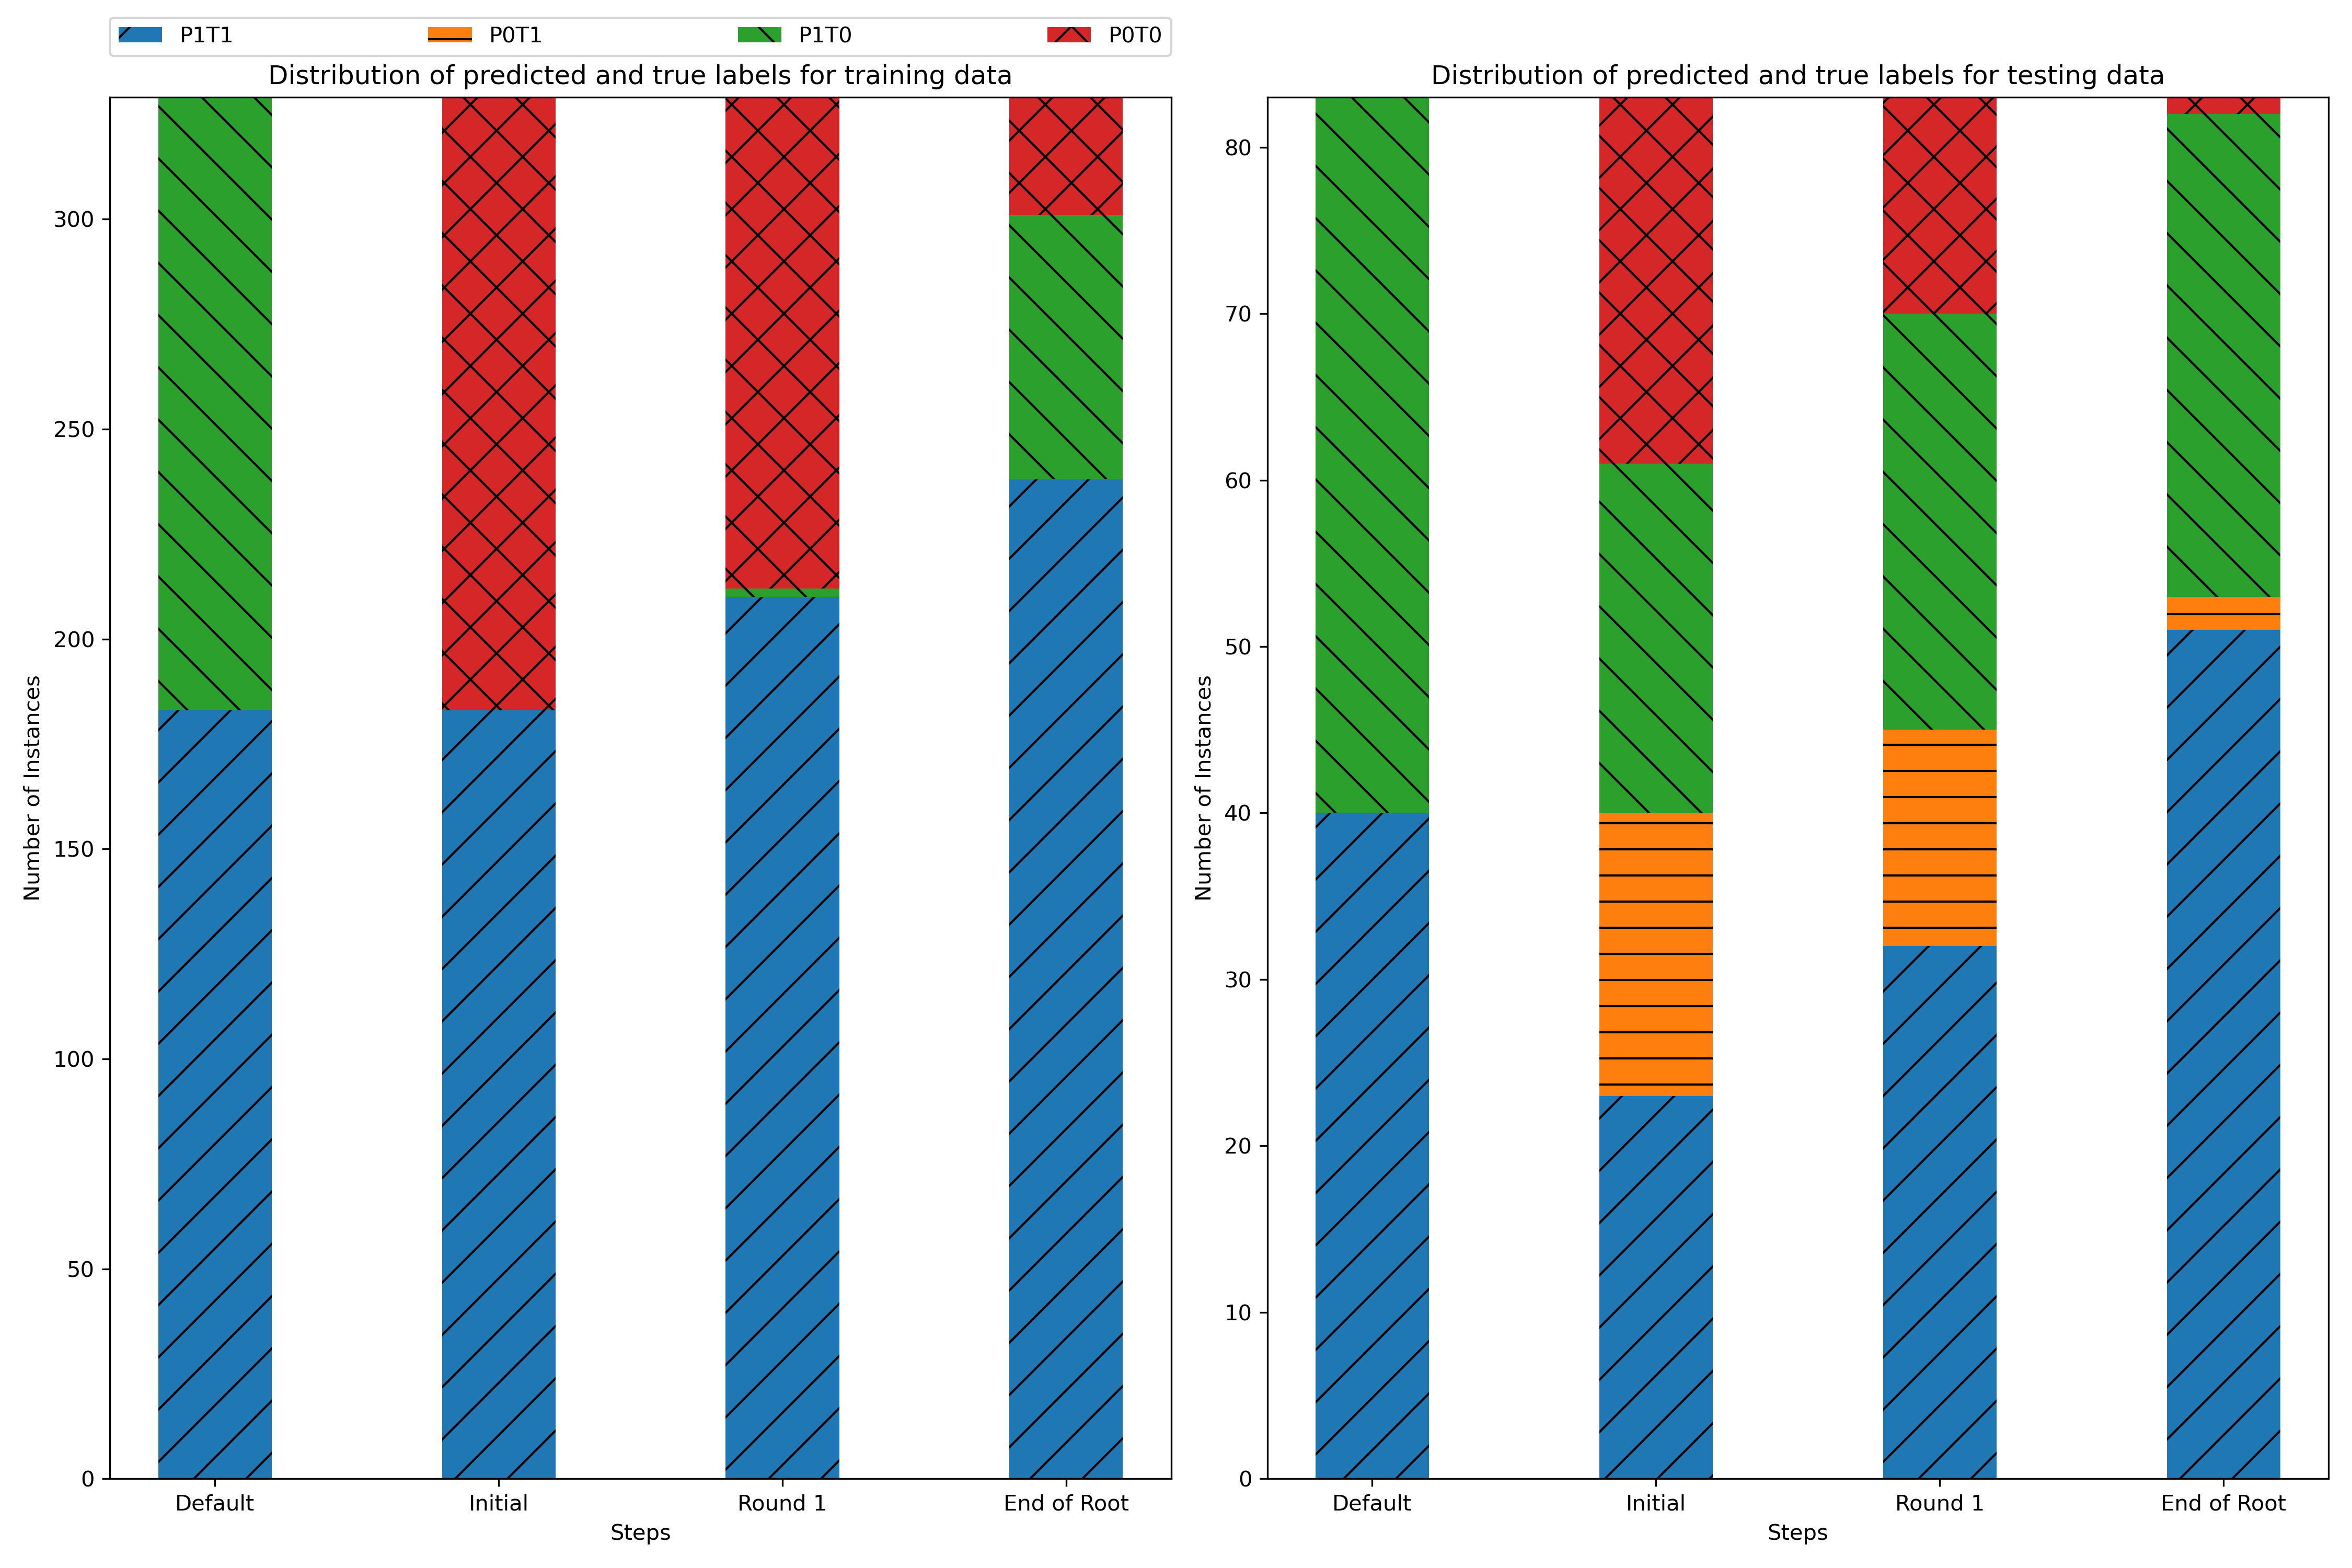 P1T1 P0T1 P1T0 P0T0
Distribution of predicted and true labels for training data
Number of Instances
300
250
200
150
100
50
0
Default Initial Round 1 End of Root
Steps
Distribution of predicted and true labels for testing data
Number of Instances
80
70
60
50
40
30
20
10
0
Default Initial Round 1 End of Root
Steps